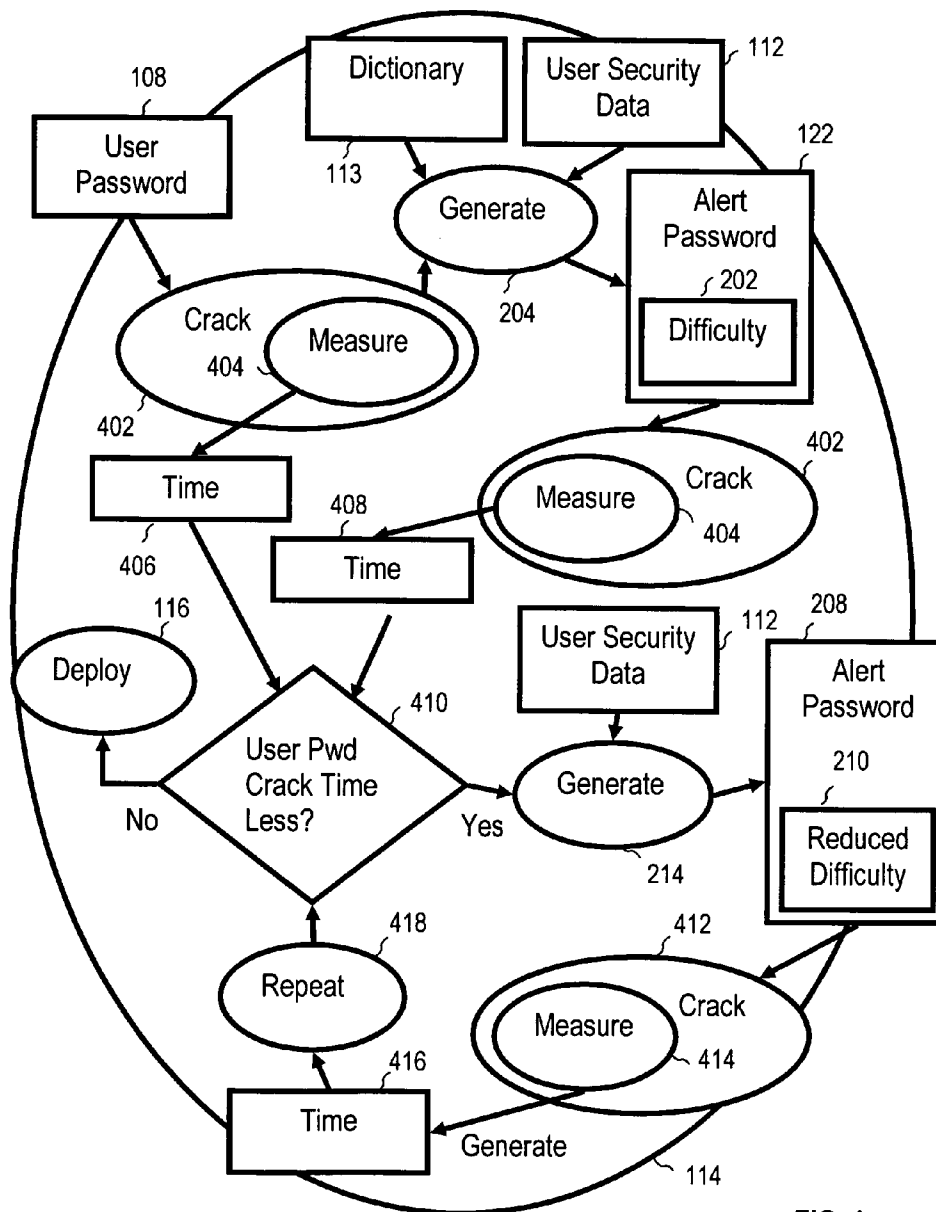 108
User
Password
Dictionary
113
User Security
Data
112
Generate
204
122
Alert
Password
202
Difficulty
Crack
Measure
404
402
Time
406
408
Time
402
Crack
Measure
404
116
Deploy
User Security
Data
112
208
Alert
Password
210
Reduced
Difficulty
410
User Pwd
Crack Time
Less?
No
Yes
Generate
214
418
Repeat
412
Crack
Measure
414
416
Time
Generate
114